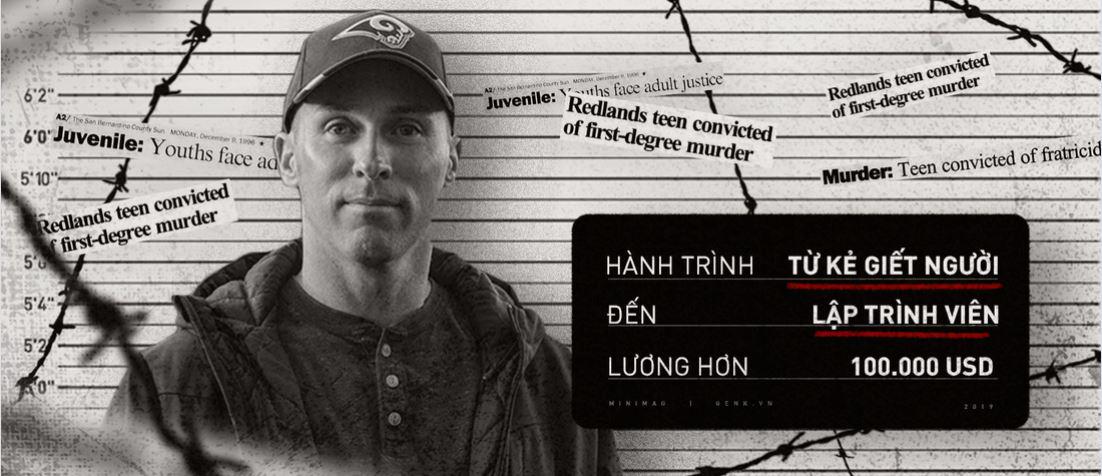 6'2"
6'0"
5'10"
5'4"
5'2"
A2/ The San Bernardino County Sun MONDAY, December 9, 1996 ★
Juvenile: Youths face ad
Redlands teen convicted
of first-degree murder
A2/ The San Bernardino County Sun MONDAY, December 9, 1996 ★
Juvenile: Youths face adult justice
Redlands teen convicted
of first-degree murder
Redlands teen convicted
of first-degree murder
Murder: Teen convicted of fratricid
HÀNH TRÌNH TỪ KẺ GIẾT NGƯỜI
ĐẾN LẬP TRÌNH VIÊN
LƯƠNG HƠN 100.000 USD
MINIMAG | GENK.VN 2019